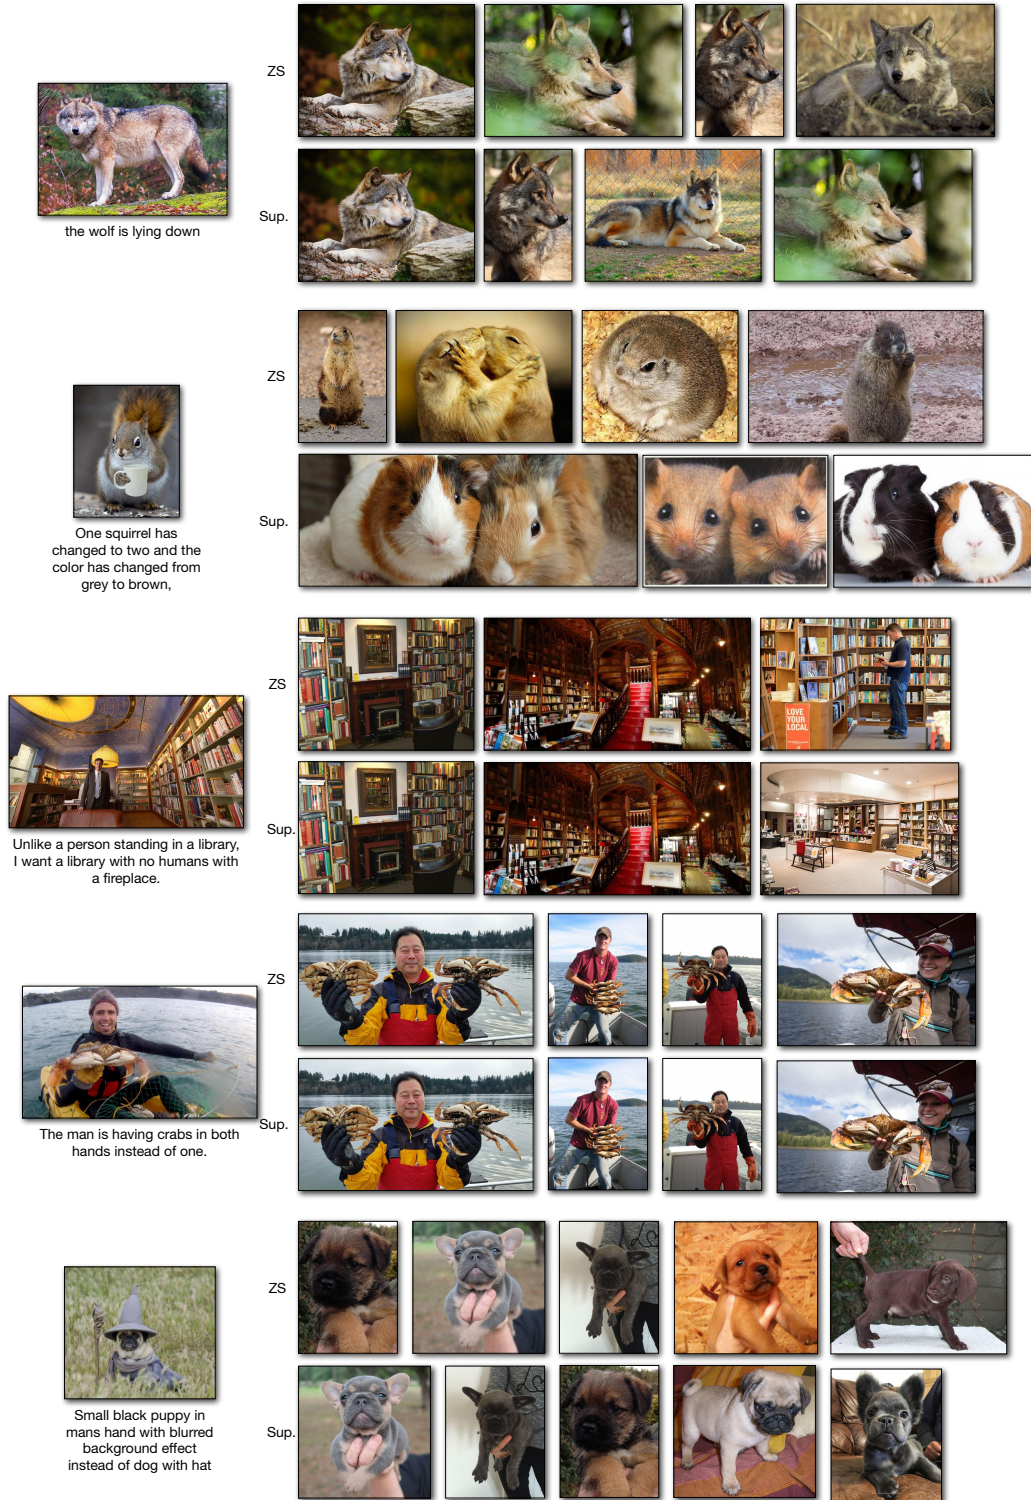 ZS
the wolf is lying down
Sup.
ZS
One squirrel has
changed to two and the
color has changed from
grey to brown,
Sup.
ZS
LOVE
YOUR
LOCAL
Unlike a person standing in a library,
I want a library with no humans with
a fireplace.
Sup.
ZS
The man is having crabs in both
hands instead of one.
Sup.
ZS
Small black puppy in
mans hand with blurred
background effect
instead of dog with hat
Sup.